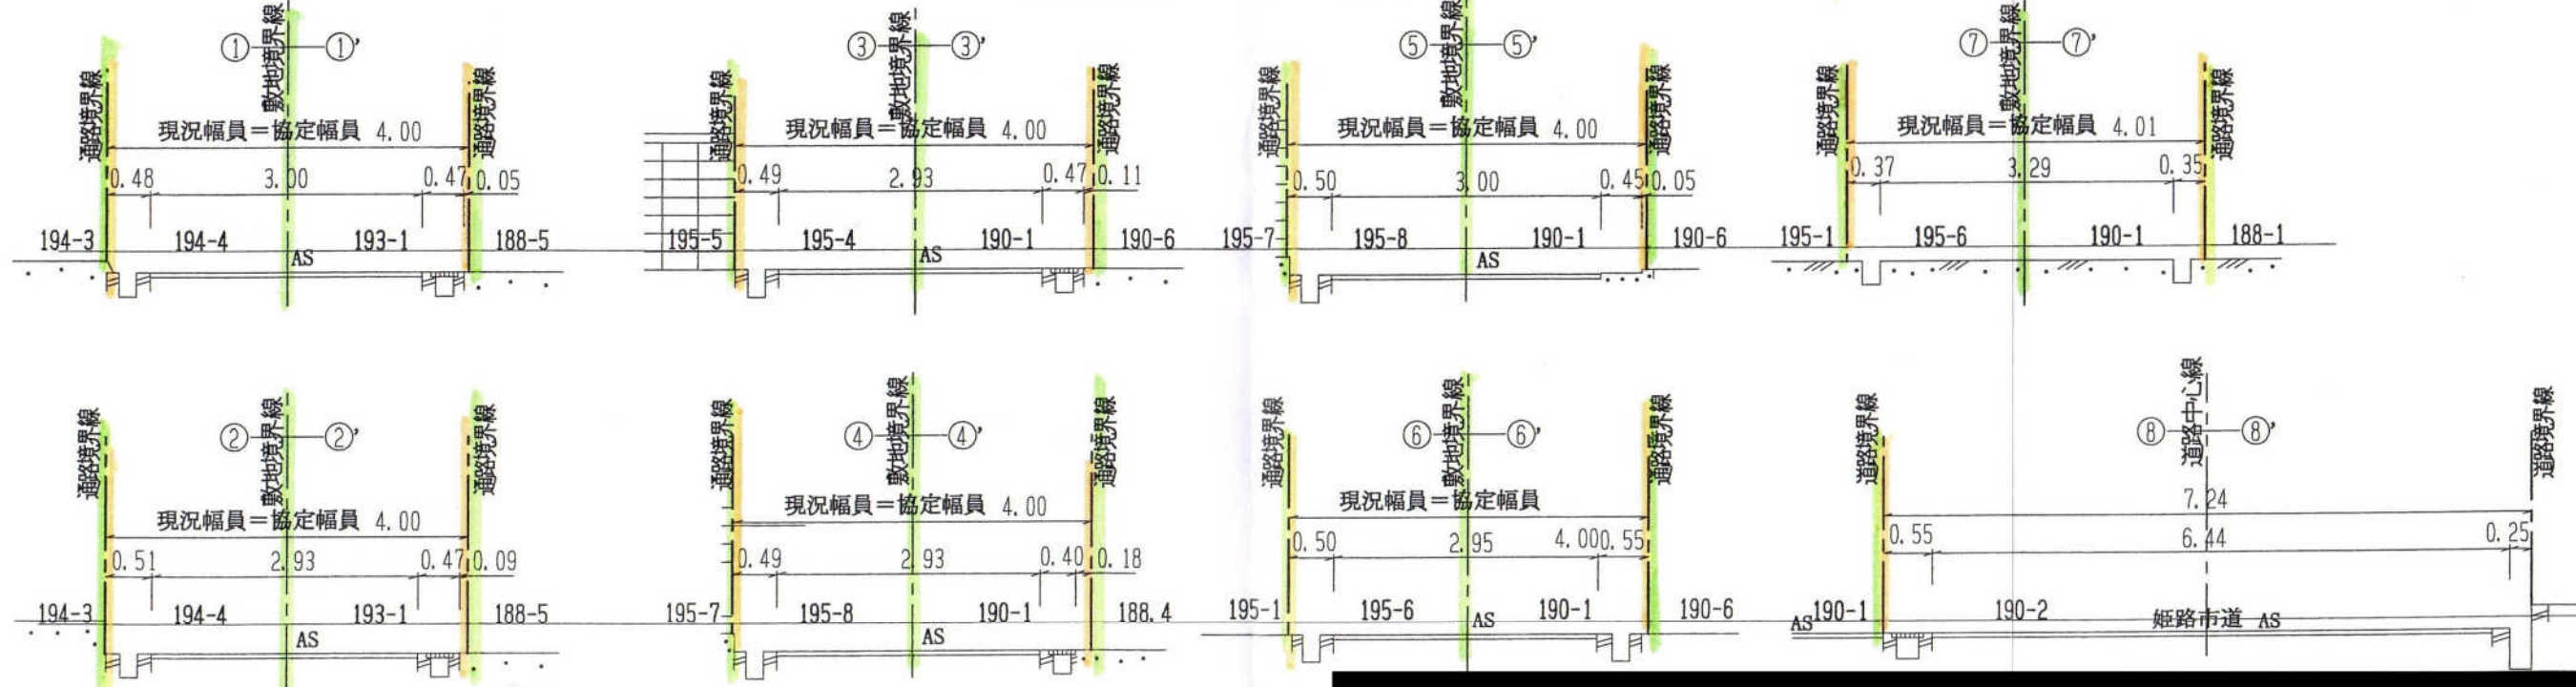 ①-①'
敷地境界線
通路境界線
通路境界線
現況幅員=協定幅員 4.00
0.48 3.00 0.47 0.05
194-3 194-4 193-1 188-5
AS
③-③'
敷地境界線
通路境界線
通路境界線
現況幅員=協定幅員 4.00
0.49 2.93 0.47 0.11
195-5 195-4 190-1 190-6
AS
⑤-⑤'
敷地境界線
通路境界線
通路境界線
現況幅員=協定幅員 4.00
0.50 3.00 0.45 0.05
195-7 195-8 190-1 190-6
AS
⑦-⑦'
敷地境界線
通路境界線
通路境界線
現況幅員=協定幅員 4.01
0.37 3.29 0.35
195-1 195-6 190-1 188-1
②-②'
敷地境界線
通路境界線
通路境界線
現況幅員=協定幅員 4.00
0.51 2.93 0.47 0.09
194-3 194-4 193-1 188-5
AS
④-④'
敷地境界線
通路境界線
通路境界線
現況幅員=協定幅員 4.00
0.49 2.93 0.40 0.18
195-7 195-8 190-1 188.4
AS
⑥-⑥'
敷地境界線
通路境界線
通路境界線
現況幅員=協定幅員
0.50 2.95 4.00 0.55
195-1 195-6 190-1 190-6
AS
⑧-⑧'
道路中心線
道路境界線
道路境界線
7.24
0.55 6.44 0.25
AS 190-1 190-2 姫路市道 AS